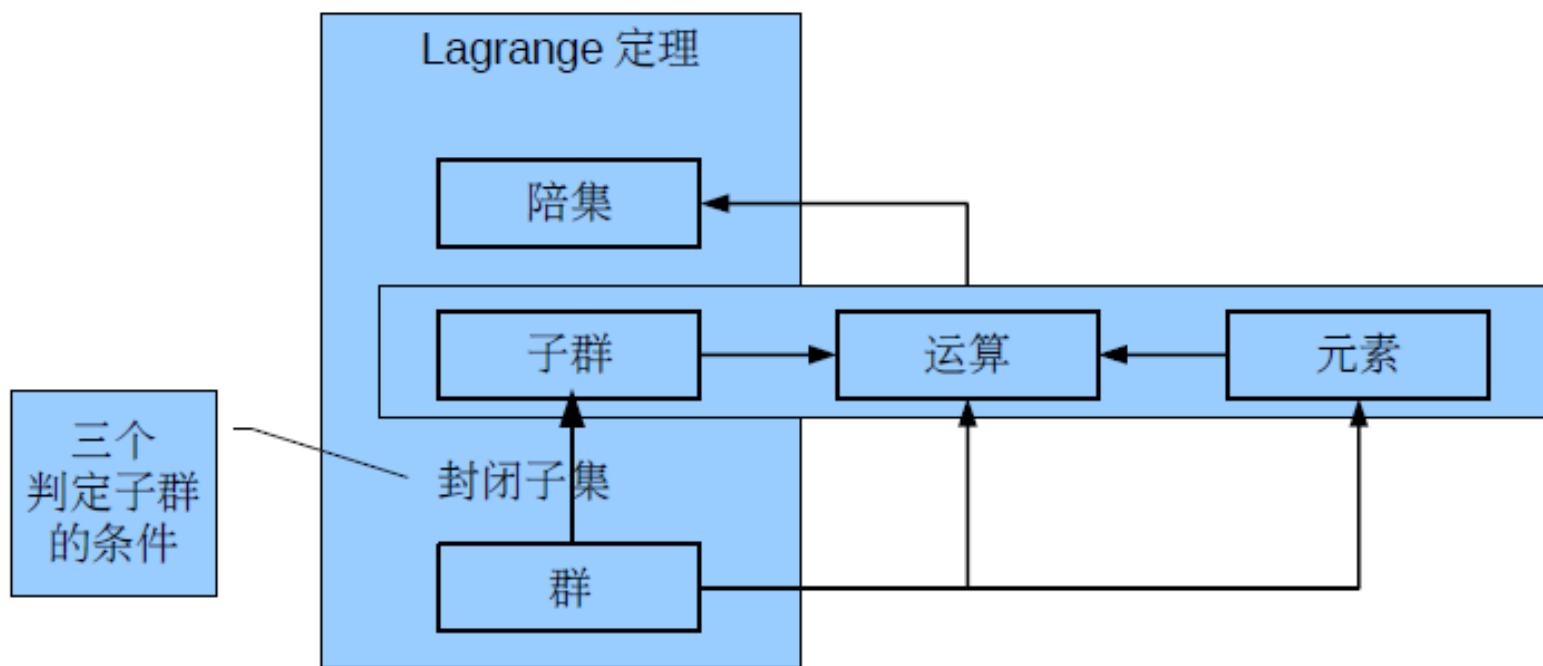 Lagrange 定理
陪集
子群
运算
元素
三个
判定子群
的条件
封闭子集
群